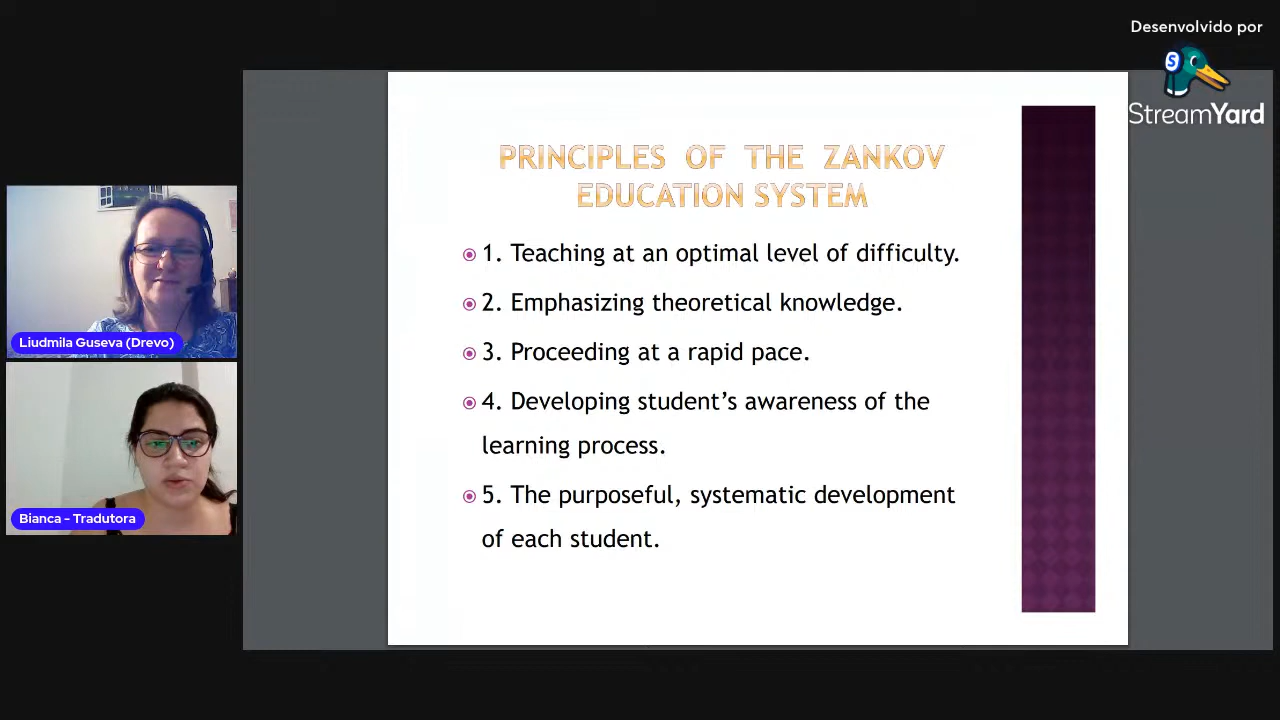 Desenvolvido por
StreamYard
PRINCIPLES OF THE ZANKOV
EDUCATION SYSTEM
1. Teaching at an optimal level of difficulty.
2. Emphasizing theoretical knowledge.
3. Proceeding at a rapid pace.
4. Developing student’s awareness of the
learning process.
5. The purposeful, systematic development
of each student.
Liudmila Guseva (Drevo)
Bianca - Tradutora